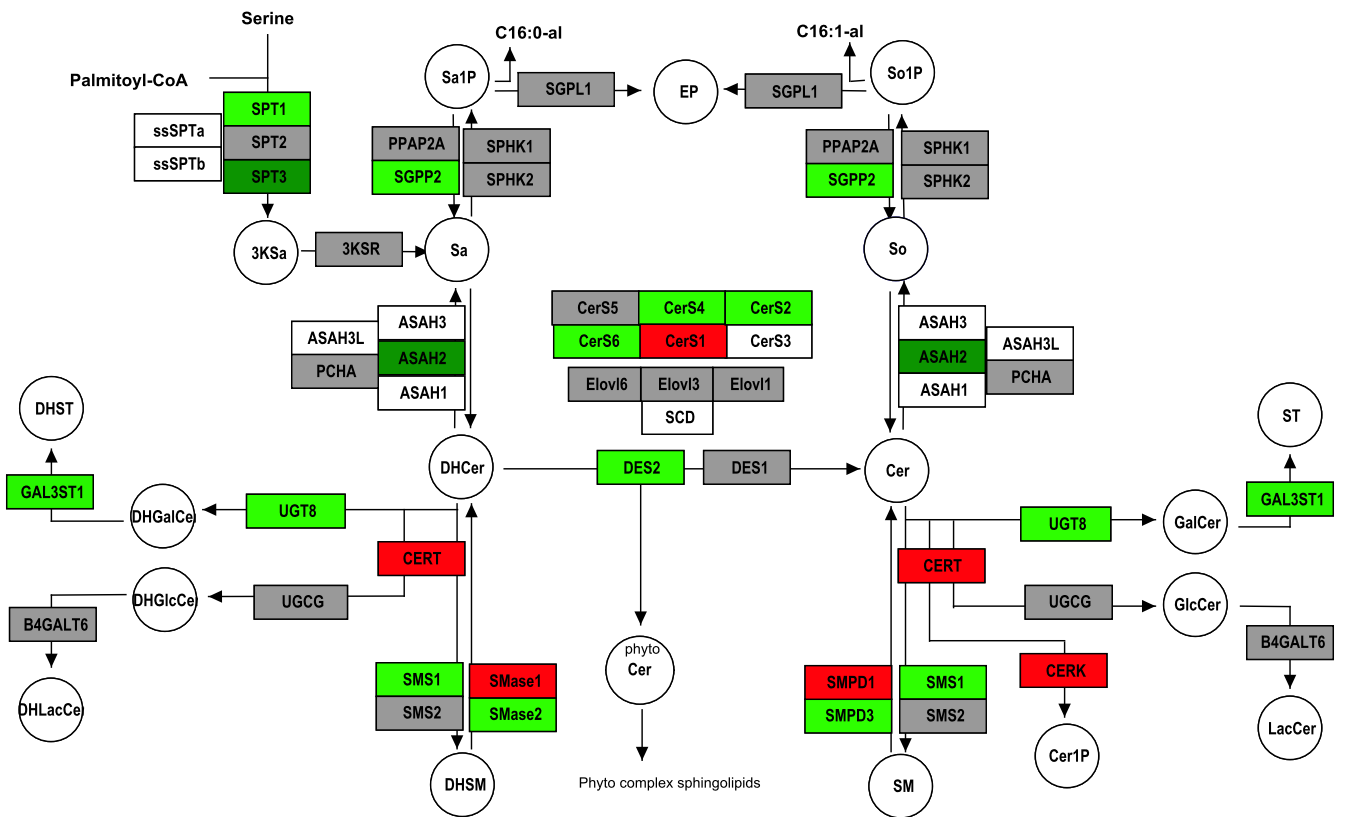 Serine
C16:0-al
C16:1-al
Palmitoyl-CoA
Sa1P
So1P
SGPL1
EP
SGPL1
SPT1
ssSPTa
SPT2
ssSPTb
SPT3
PPAP2A
SPHK1
SGPP2
SPHK2
PPAP2A
SPHK1
SGPP2
SPHK2
3KSa
3KSR
Sa
So
CerS5
CerS4
CerS2
CerS6
CerS1
CerS3
Elovl6
Elovl3
Elovl1
SCD
ASAH3
ASAH3L
ASAH2
PCHA
ASAH1
ASAH3
ASAH3L
ASAH2
PCHA
ASAH1
DHST
ST
DHCer
DES2
DES1
Cer
GAL3ST1
DHGalCer
UGT8
CERT
DHGlcCer
UGCG
B4GALT6
DHLacCer
UGT8
GalCer
GAL3ST1
CERT
UGCG
GlcCer
B4GALT6
LacCer
CERK
Cer1P
SMS1
SMase1
SMS2
SMase2
DHSM
phyto
Cer
Phyto complex sphingolipids
SMPD1
SMS1
SMPD3
SMS2
SM